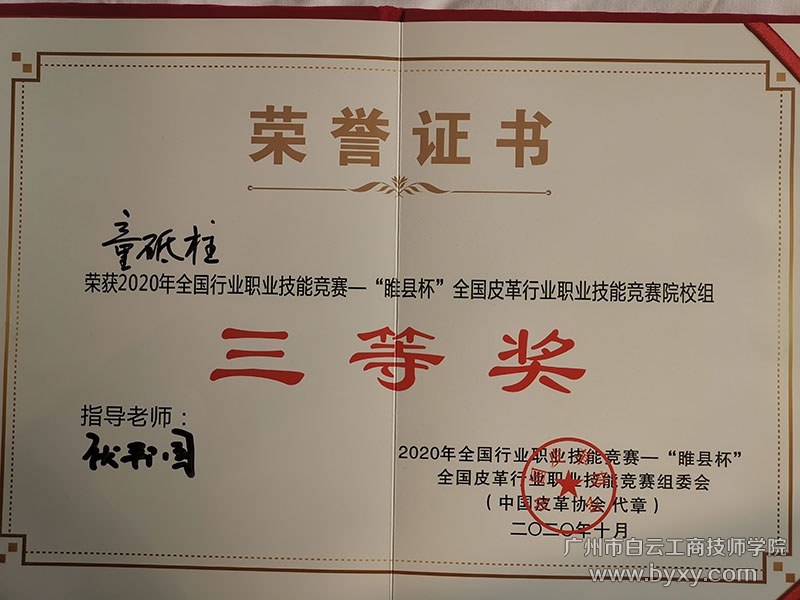 荣誉证书
童砥柱
荣获2020年全国行业职业技能竞赛—“睢县杯”全国皮革行业职业技能竞赛院校组
三等奖
指导老师：
2020年全国行业职业技能竞赛—“睢县杯”
全国皮革行业职业技能竞赛组委会
（中国皮革协会 代章）
二〇二〇年十月
广州市白云工商技师学院
www.byxy.com